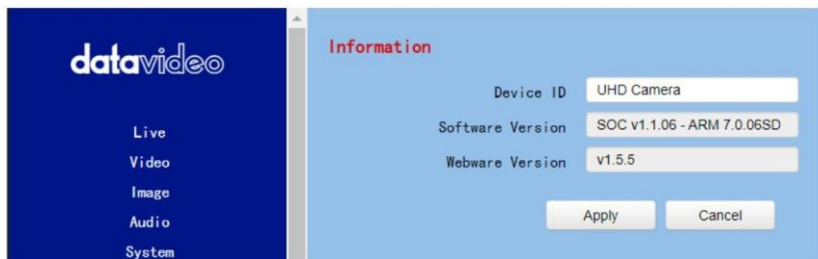 datavideo
Live
Video
Image
Audio
System
Information
Device ID UHD Camera
Software Version SOC v1.1.06 - ARM 7.0.06SD
Webware Version v1.5.5
Apply Cancel